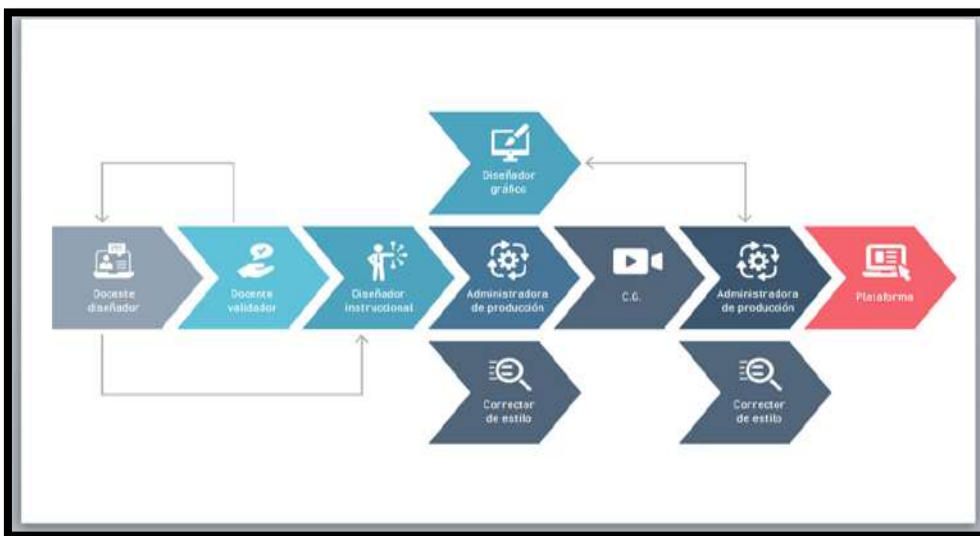 Diseñador
gráfico
Docente
diseñador
Docente
validador
Diseñador
instruccional
Administradora
de producción
C.G.
Administradora
de producción
Plataforma
Corrector
de estilo
Corrector
de estilo